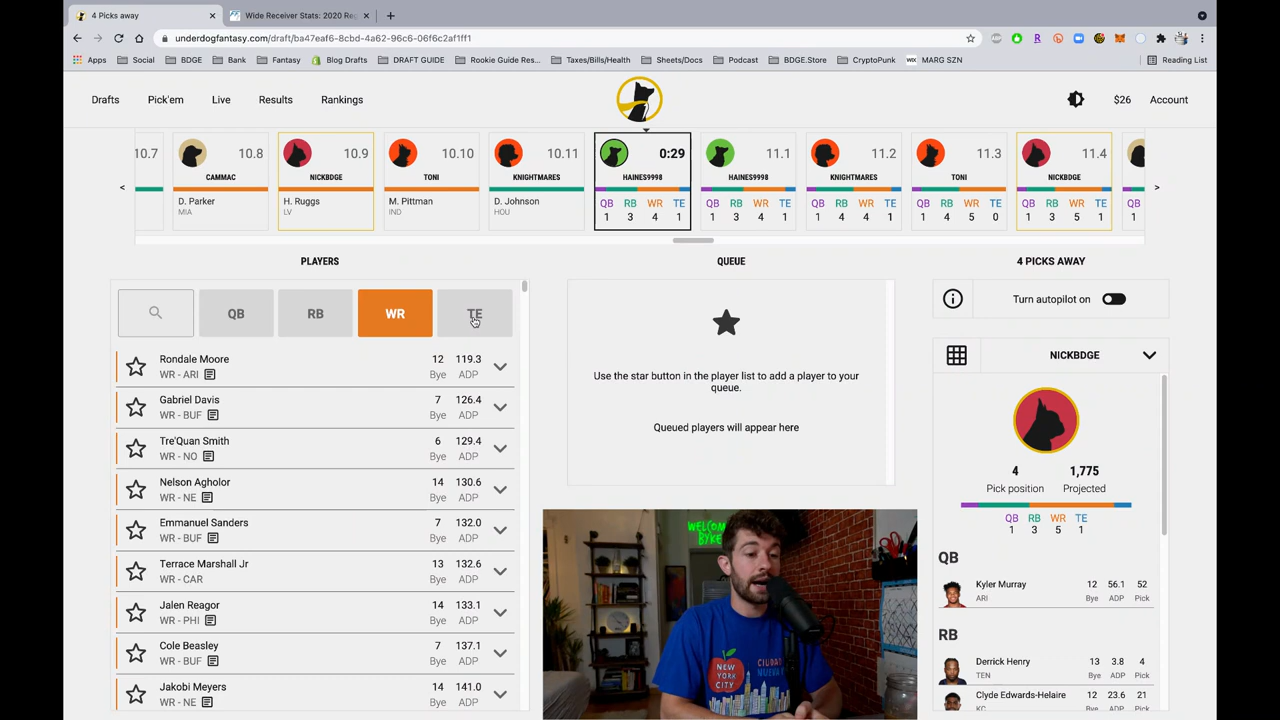 4 Picks away
Wide Receiver Stats: 2020 Re
underdogfantasy.com/draft/ba47eaf6-8cbd-4a62-96c6-06f6c2af1ff1
Apps Social BDGE Bank Fantasy Blog Drafts DRAFT GUIDE Rookie Guide Res... Taxes/Bills/Health Sheets/Docs Podcast BDGE.Store CryptoPunk MARG SZN Reading List
Drafts Pick'em Live Results Rankings $26 Account
10.7 10.8 10.9 10.10 10.11 0:29 11.1 11.2 11.3 11.4
CAMMAC NICKBDGE TONI KNIGHTMARES HAINES9998 HAINES9998 KNIGHTMARES TONI NICKBDGE
D. Parker H. Ruggs M. Pittman D. Johnson QB RB WR TE QB RB WR TE QB RB WR TE QB RB WR TE QB RB WR TE QB
MIA LV IND HOU 1 3 4 1 1 3 4 1 1 4 4 1 1 4 5 0 1 3 5 1 1
< >
PLAYERS
QB RB WR TE
Rondale Moore 12 119.3
WR - ARI Bye ADP
Gabriel Davis 7 126.4
WR - BUF Bye ADP
Tre'Quan Smith 6 129.4
WR - NO Bye ADP
Nelson Agholor 14 130.6
WR - NE Bye ADP
Emmanuel Sanders 7 132.0
WR - BUF Bye ADP
Terrace Marshall Jr 13 132.6
WR - CAR Bye ADP
Jalen Reagor 14 133.1
WR - PHI Bye ADP
Cole Beasley 7 137.1
WR - BUF Bye ADP
Jakobi Meyers 14 141.0
WR - NE Bye ADP
QUEUE
Use the star button in the player list to add a player to your
queue.
Queued players will appear here
WELCOM
BYKE
NEW
YORK
CITY
CIUDAD
NUEVA
4 PICKS AWAY
Turn autopilot on
NICKBDGE
4 1,775
Pick position Projected
QB RB WR TE
1 3 5 1
QB
Kyler Murray 12 56.1 52
ARI Bye ADP Pick
RB
Derrick Henry 13 3.8 4
TEN Bye ADP Pick
Clyde Edwards-Helaire 12 23.6 21
KC Bye ADP Pick